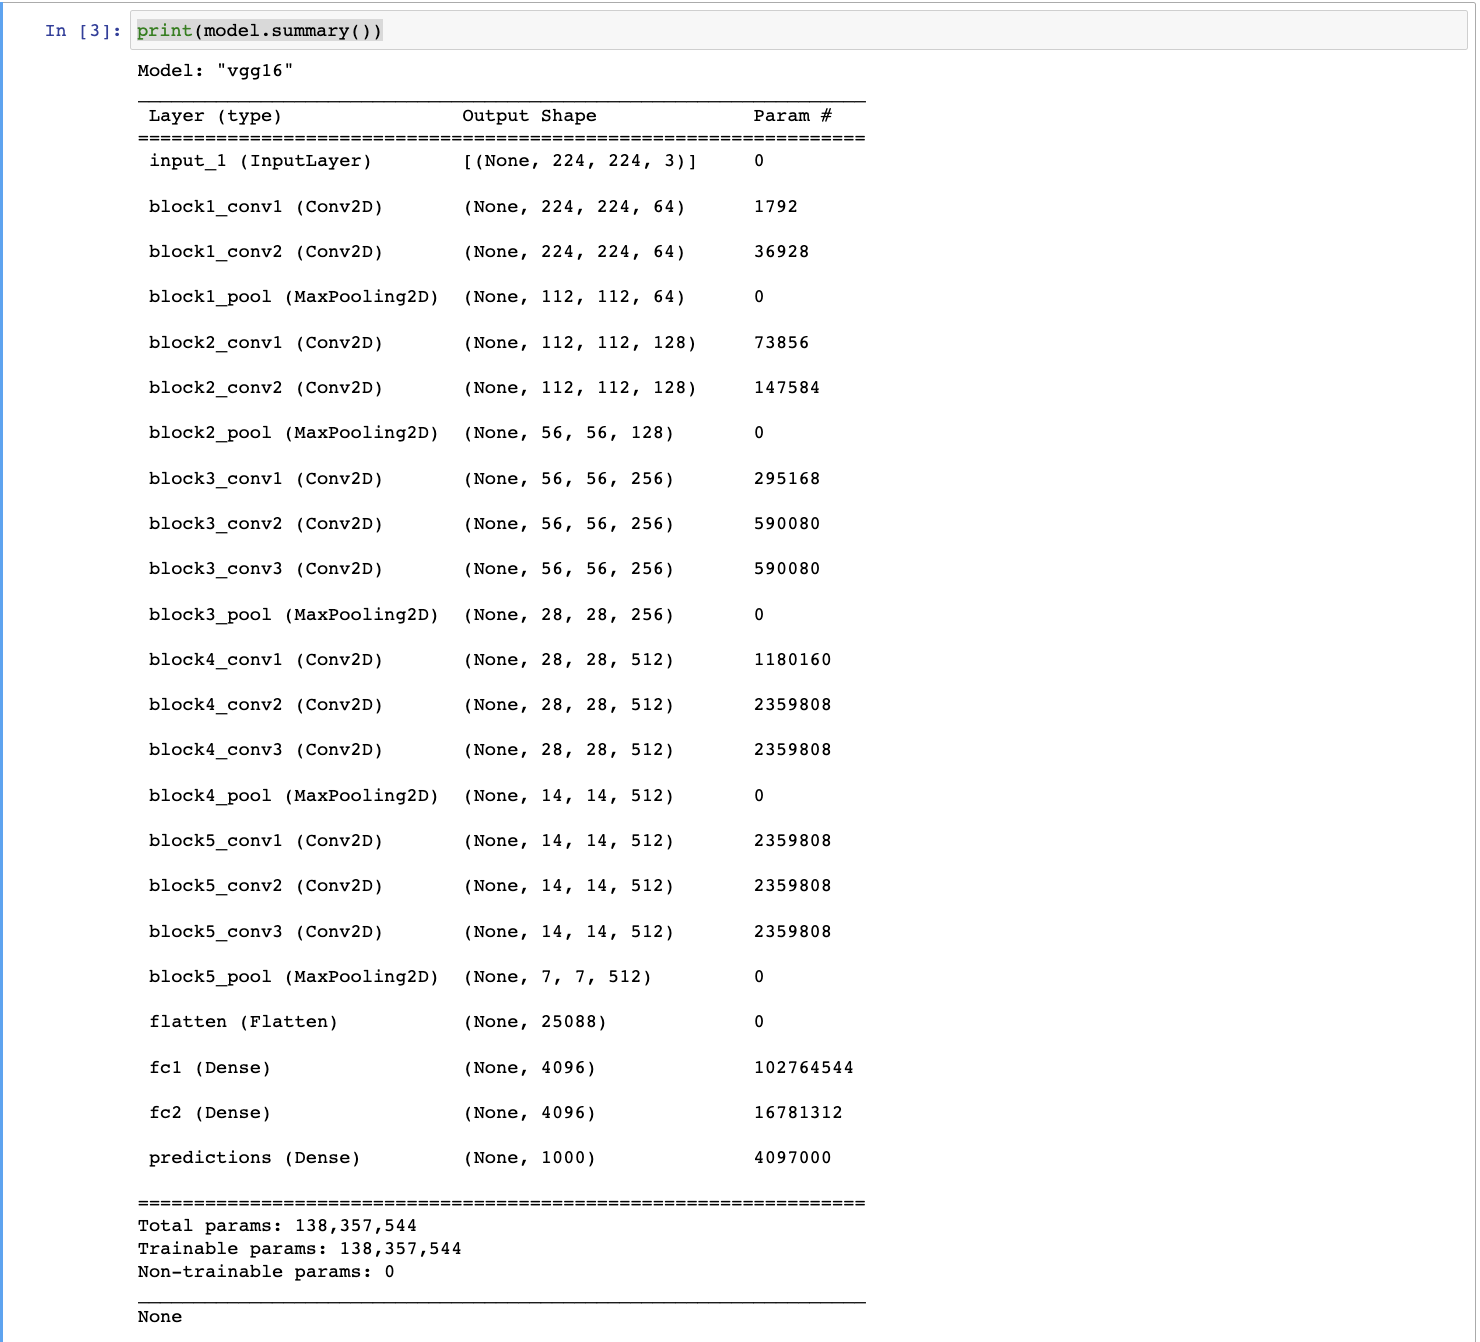 In [3]: print(model.summary())
Model: "vgg16"
Layer (type) Output Shape Param #
=================================================================
input_1 (InputLayer) [(None, 224, 224, 3)] 0
block1_conv1 (Conv2D) (None, 224, 224, 64) 1792
block1_conv2 (Conv2D) (None, 224, 224, 64) 36928
block1_pool (MaxPooling2D) (None, 112, 112, 64) 0
block2_conv1 (Conv2D) (None, 112, 112, 128) 73856
block2_conv2 (Conv2D) (None, 112, 112, 128) 147584
block2_pool (MaxPooling2D) (None, 56, 56, 128) 0
block3_conv1 (Conv2D) (None, 56, 56, 256) 295168
block3_conv2 (Conv2D) (None, 56, 56, 256) 590080
block3_conv3 (Conv2D) (None, 56, 56, 256) 590080
block3_pool (MaxPooling2D) (None, 28, 28, 256) 0
block4_conv1 (Conv2D) (None, 28, 28, 512) 1180160
block4_conv2 (Conv2D) (None, 28, 28, 512) 2359808
block4_conv3 (Conv2D) (None, 28, 28, 512) 2359808
block4_pool (MaxPooling2D) (None, 14, 14, 512) 0
block5_conv1 (Conv2D) (None, 14, 14, 512) 2359808
block5_conv2 (Conv2D) (None, 14, 14, 512) 2359808
block5_conv3 (Conv2D) (None, 14, 14, 512) 2359808
block5_pool (MaxPooling2D) (None, 7, 7, 512) 0
flatten (Flatten) (None, 25088) 0
fc1 (Dense) (None, 4096) 102764544
fc2 (Dense) (None, 4096) 16781312
predictions (Dense) (None, 1000) 4097000
=================================================================
Total params: 138,357,544
Trainable params: 138,357,544
Non-trainable params: 0
None